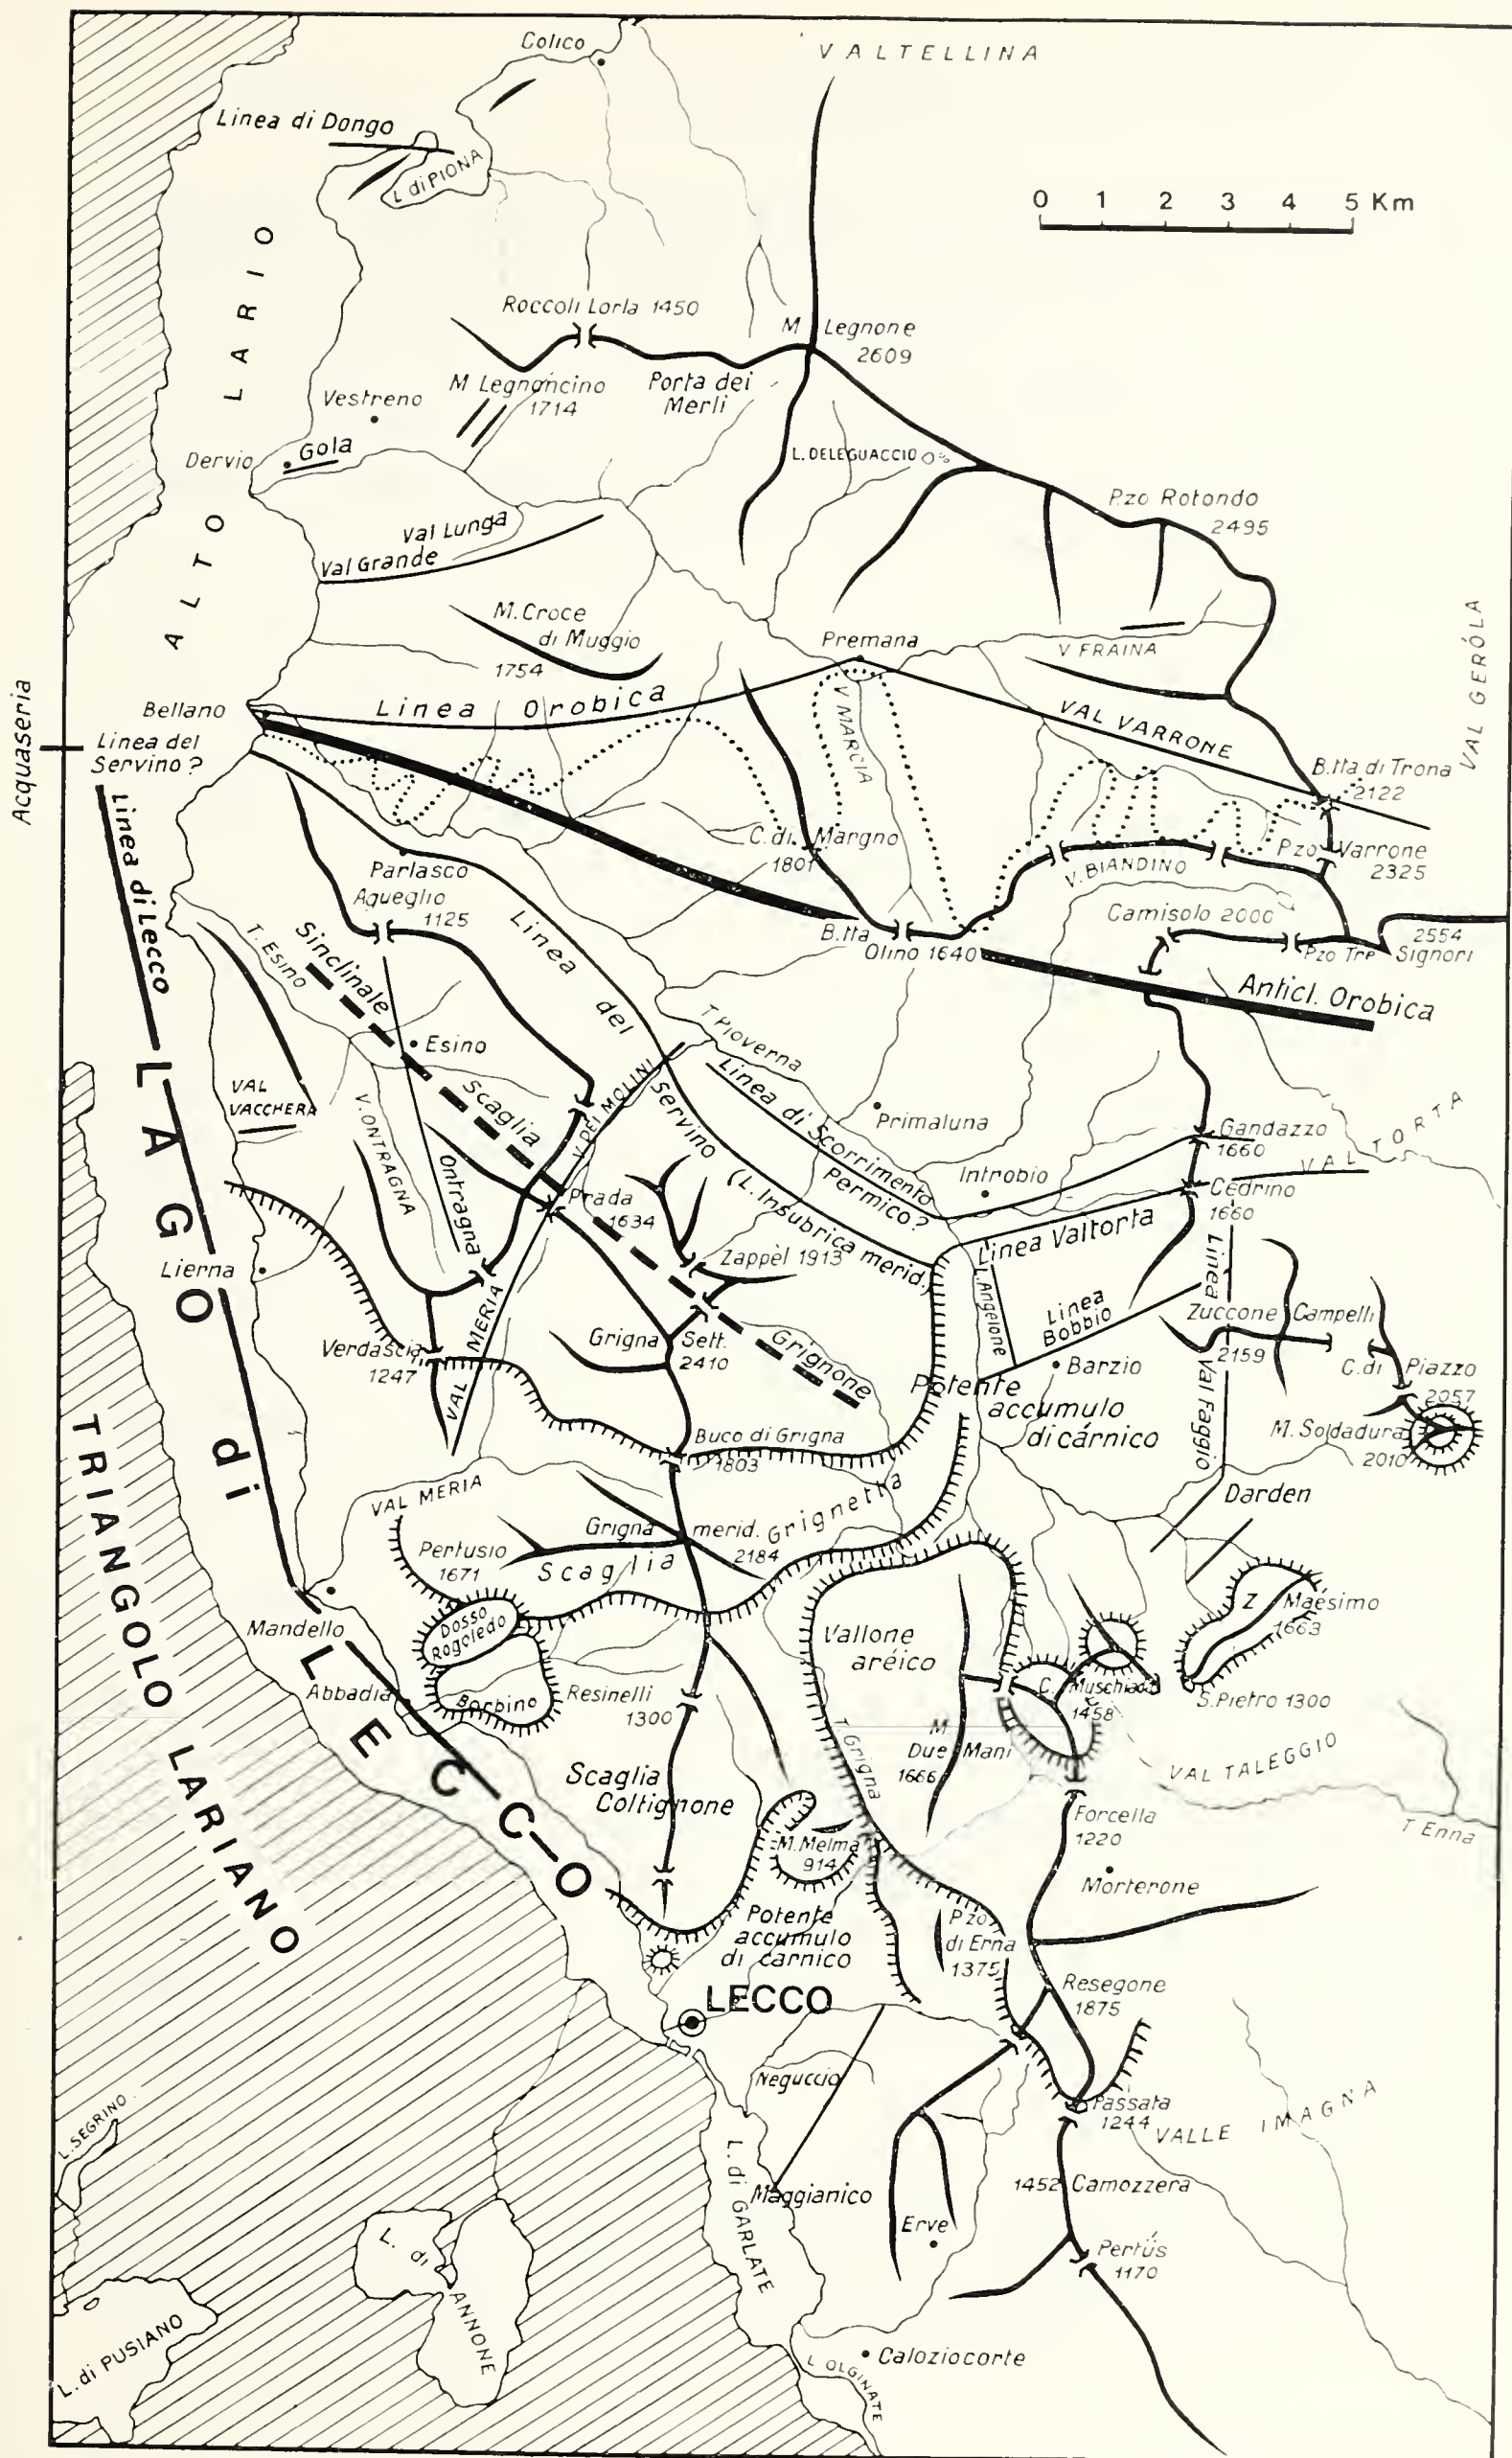 Colico
VALTELLINA
Linea di Dongo
L. di PIONA
0 1 2 3 4 5 Km
ALTO LARIO
Roccoli Lorla 1450
M Legnone
2609
M Legnoncino
1714
Porta dei
Merli
Vestreno
Dervio
Gola
L. DELEGUACCIO
P.zo Rotondo
2495
Val Lunga
Val Grande
M. Croce
di Muggio
1754
Premana
V FRAINA
VAL GERÓLA
Bellano
Linea Orobica
V MARCIA
VAL VARRONE
Acquaseria
Linea del
Servino ?
B.tta di Trona
2122
Linea di Lecco
C. di Margno
1801
P.zo Varrone
2325
Parlasco
V. BIANDINO
Aqueglio
1125
Camisolo 2000
B.tta
Olino 1640
2554
P.zo Tre Signori
T. Esino
Sinclinale
Linea del Servino (L. Insubrica merid.)
Anticl. Orobica
Esino
T Pioverna
VAL
VACCHERA
V. ONTRAGNA
Scaglia
V. DEI MOLINI
Linea di Scorrimento
Permico ?
Primaluna
Gandazzo
1660
VAL TORTA
Introbio
Ontragna
Prada
1634
Cedrino
1660
Linea Valtorta
LAGO di LECCO
Lierna
Zappèl 1913
L. Angelone
Linea
Bobbio
Linea
Val Faggio
Zuccone Campelli
2159
Verdascia
1247
VAL MERIA
Grigna Sett.
2410
Grignone
Barzio
C. di Piazzo
2057
Potente
accumulo
di cárnico
M. Soldadura
2010
Buco di Grigna
1803
TRIANGOLO LARIANO
VAL MERIA
Darden
Grigna merid.
2184
Grignetta
Pertusio
1671
Scaglia
Z Maésimo
1663
Mandello
Dosso
Rogoledo
Vallone
aréico
Abbadia
Borbino
Resinelli
1300
C. Muschiada
1458
S. Pietro 1300
T. Grigna
M
Due Mani
1666
VAL TALEGGIO
Scaglia
Coltignone
Forcella
1220
T Enna
M. Melma
914
Morterone
Potente
accumulo
di carnico
P.zo
di Erna
1375
LECCO
Resegone
1875
Neguccio
Passata
1244
VALLE IMAGNA
L. SEGRINO
L. di GARLATE
Maggianico
1452 Camozzera
Erve
L. di
ANNONE
Pertüs
1170
L. di PUSIANO
Caloziocorte
L OLGINATE